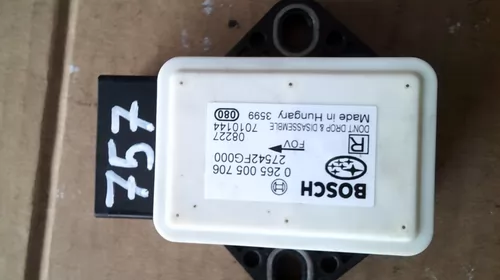 757
BOSCH
0 265 005 706
27542FG000
FOV
R
08227 7010144
DONT DROP & DISASSEMBLE
Made in Hungary 3599
080